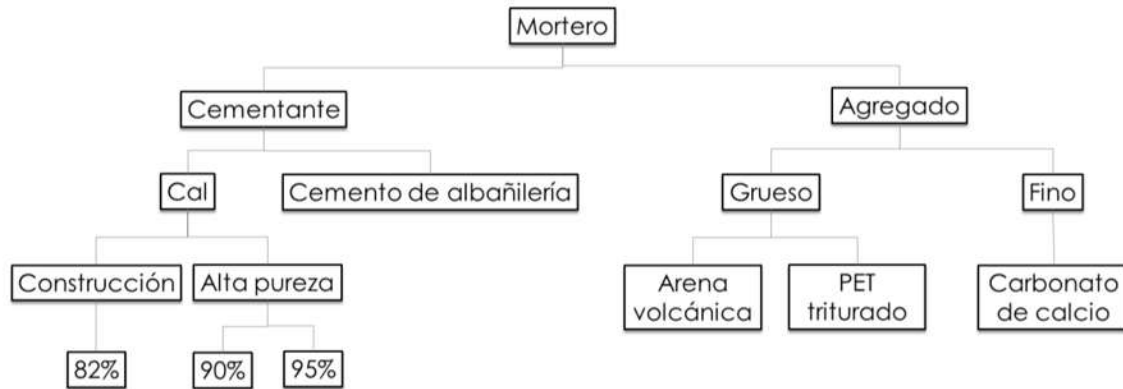 Mortero
Cementante
Agregado
Cal
Cemento de albañilería
Grueso
Fino
Construcción
Alta pureza
Arena
volcánica
PET
triturado
Carbonato
de calcio
82%
90%
95%